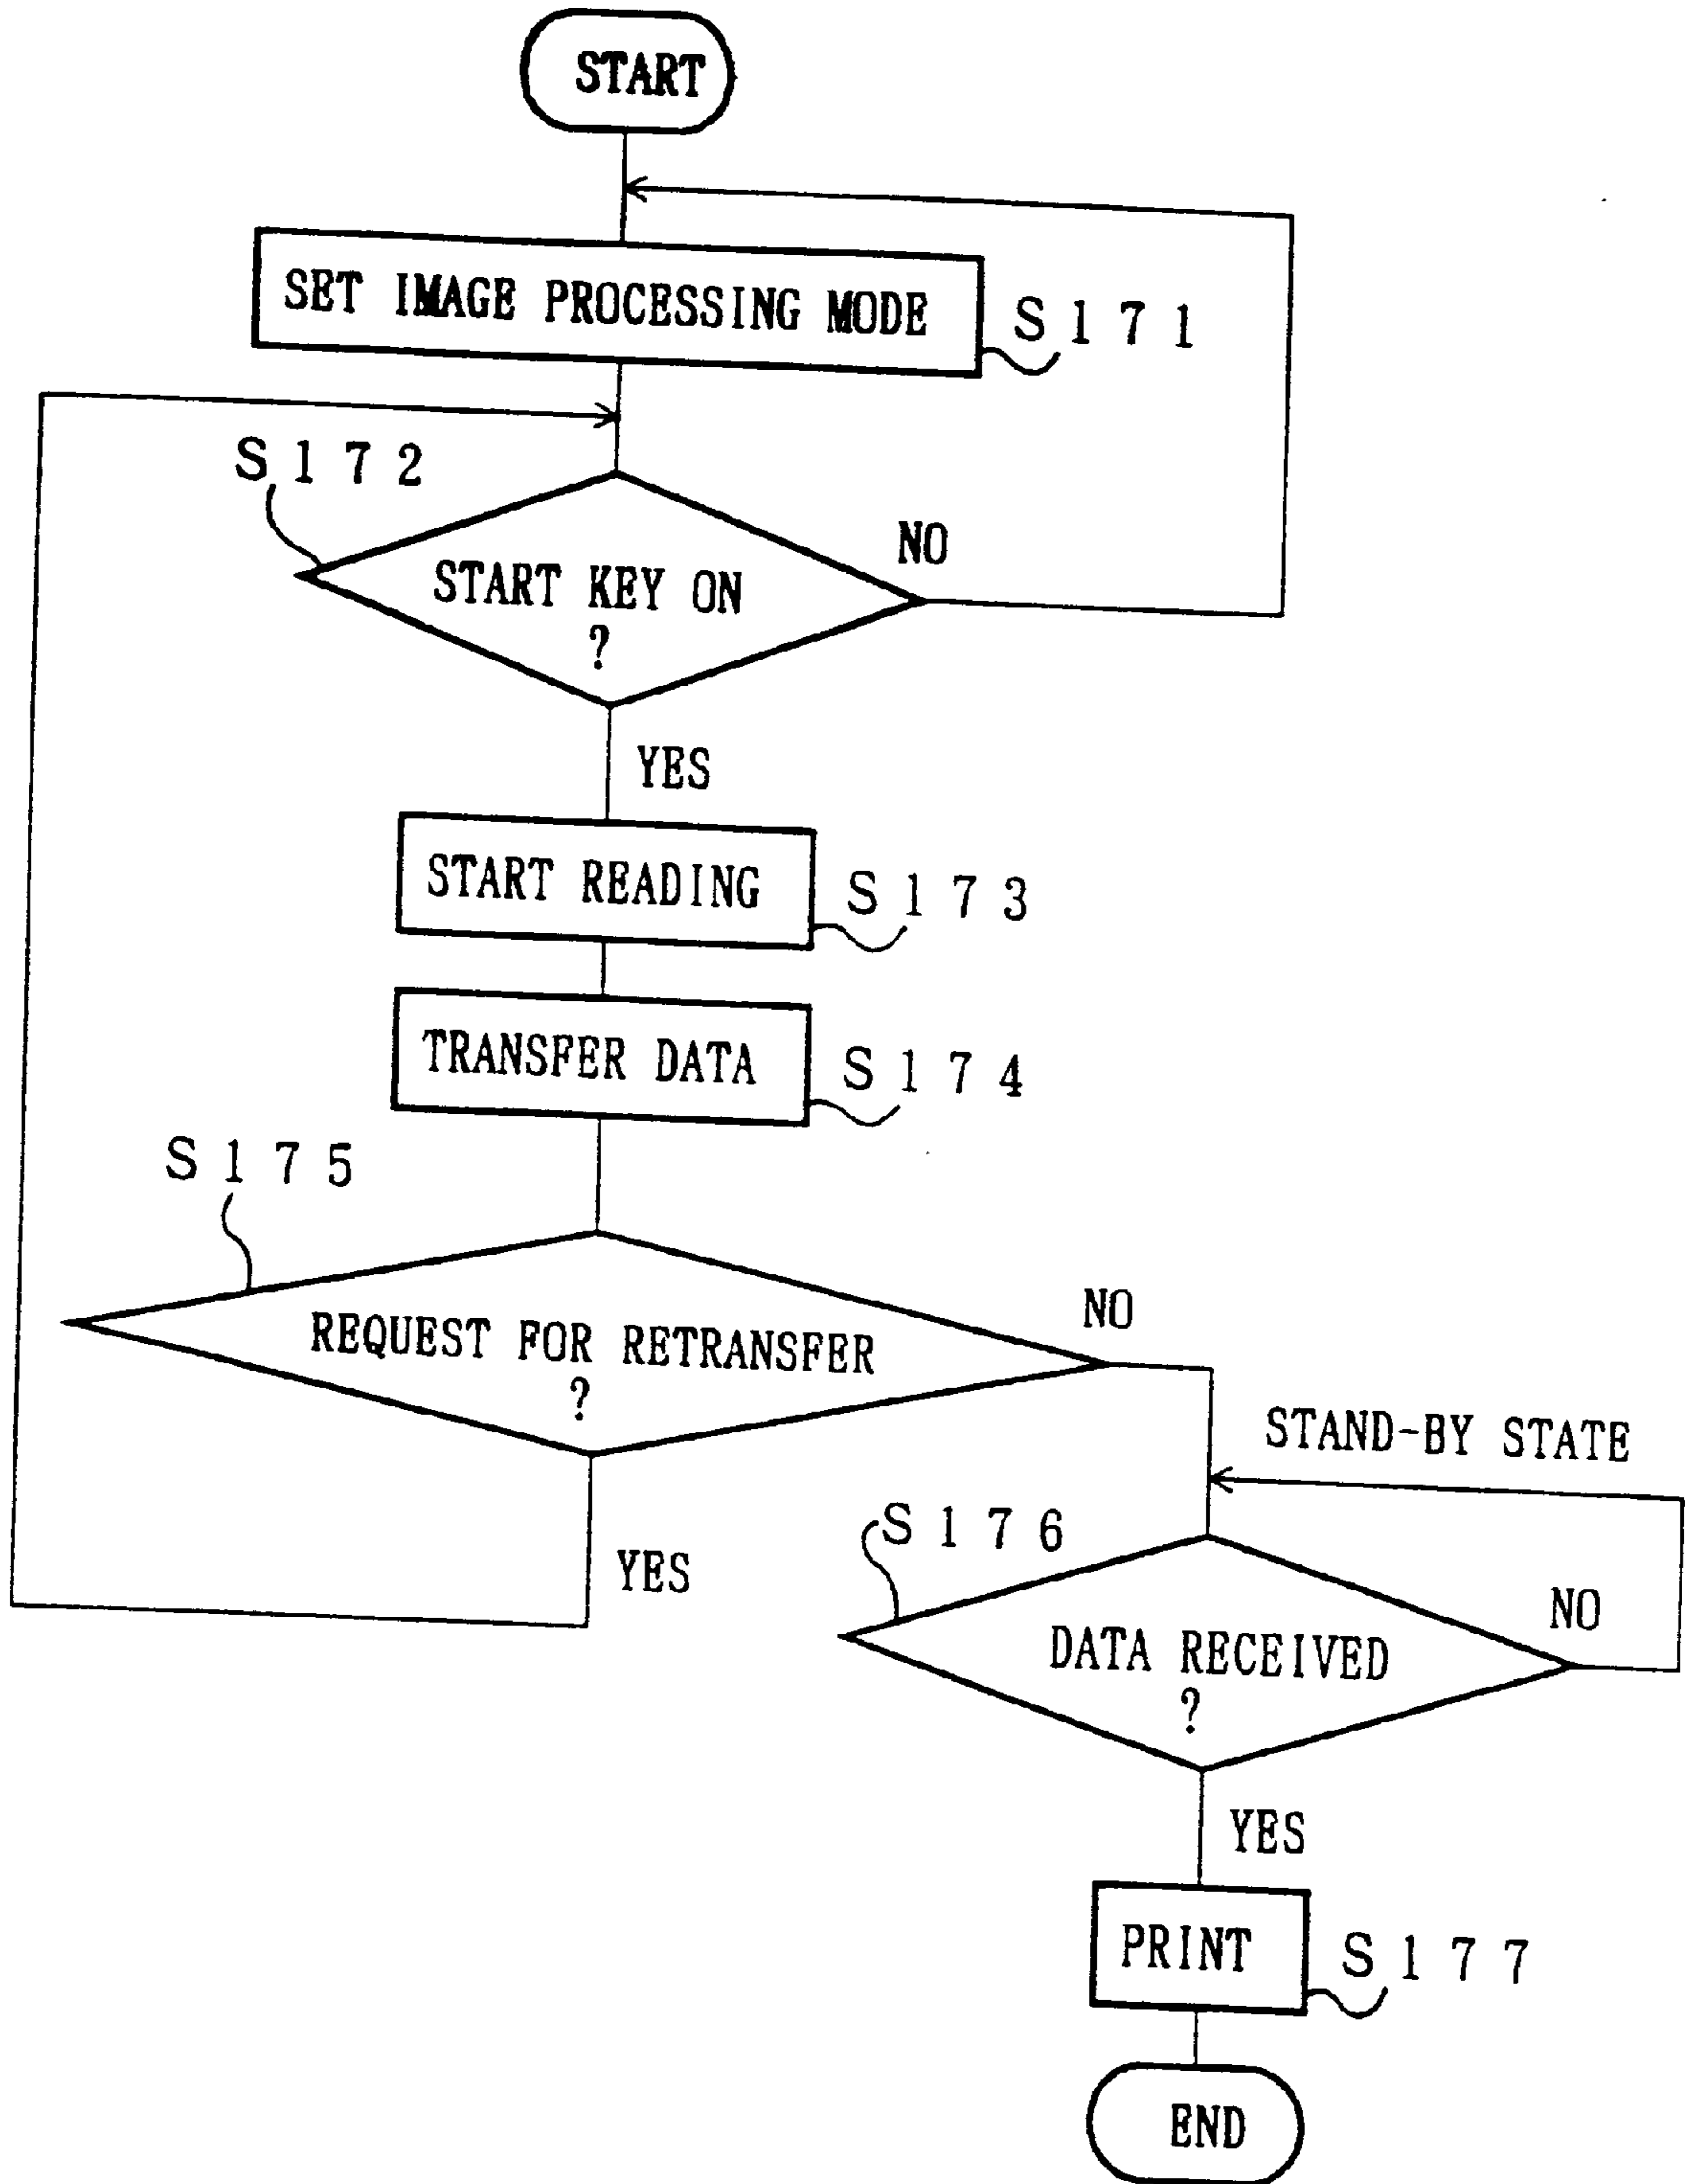 START
SET IMAGE PROCESSING MODE
S171
S172
NO
START KEY ON
?
YES
START READING
S173
TRANSFER DATA
S174
S175
NO
REQUEST FOR RETRANSFER
?
STAND-BY STATE
YES
S176
NO
DATA RECEIVED
?
YES
PRINT
S177
END